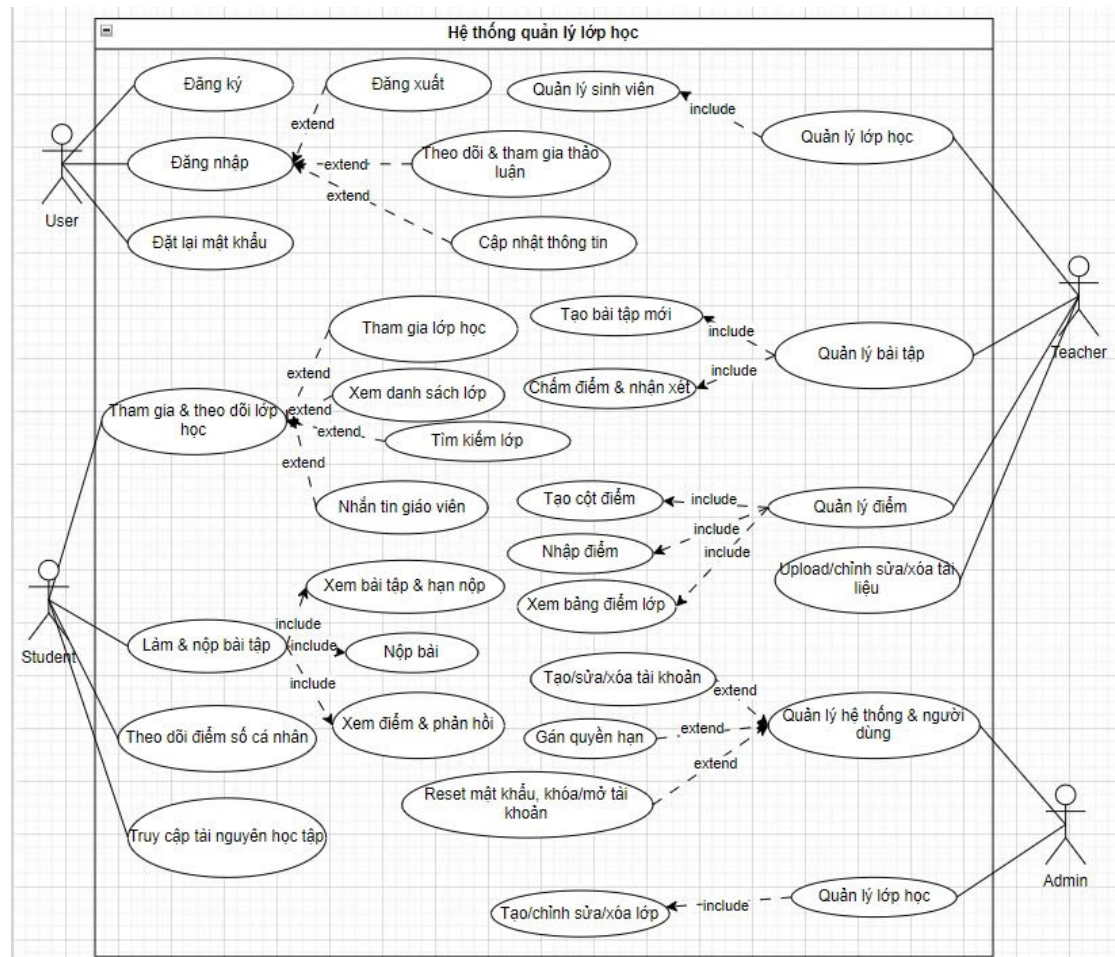 Hệ thống quản lý lớp học
Đăng ký
Đăng xuất
Quản lý sinh viên
include
Quản lý lớp học
extend
Đăng nhập
extend
Theo dõi & tham gia thảo
luận
extend
User
Đặt lại mật khẩu
Cập nhật thông tin
Tham gia lớp học
Tạo bài tập mới
include
Quản lý bài tập
Teacher
extend
include
Xem danh sách lớp
Chấm điểm & nhận xét
Tham gia & theo dõi lớp
học
extend
extend
Tìm kiếm lớp
extend
Nhắn tin giáo viên
Tạo cột điểm
include
Quản lý điểm
include
Nhập điểm
include
Upload/chỉnh sửa/xóa tài
liệu
Xem bài tập & hạn nộp
Xem bảng điểm lớp
include
Student
Làm & nộp bài tập
include
Nộp bài
include
Tạo/sửa/xóa tài khoản
extend
Quản lý hệ thống & người
dùng
Theo dõi điểm số cá nhân
Xem điểm & phản hồi
Gán quyền hạn
extend
extend
Reset mật khẩu, khóa/mở tài
khoản
Truy cập tài nguyên học tập
Admin
Quản lý lớp học
include
Tạo/chỉnh sửa/xóa lớp